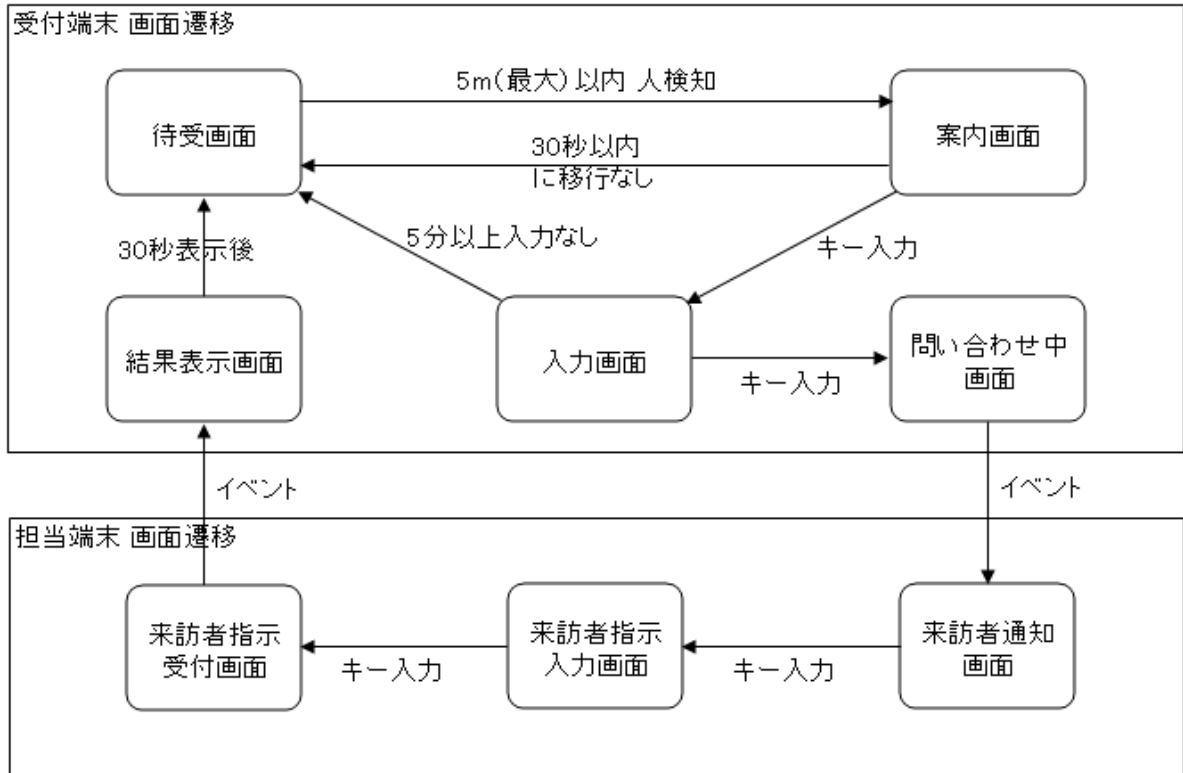 受付端末 画面遷移
5m(最大)以内 人検知
待受画面
案内画面
30秒以内
に移行なし
5分以上入力なし
キー入力
30秒表示後
結果表示画面
入力画面
問い合わせ中
画面
キー入力
イベント
イベント
担当端末 画面遷移
来訪者指示
受付画面
来訪者指示
入力画面
来訪者通知
画面
キー入力
キー入力